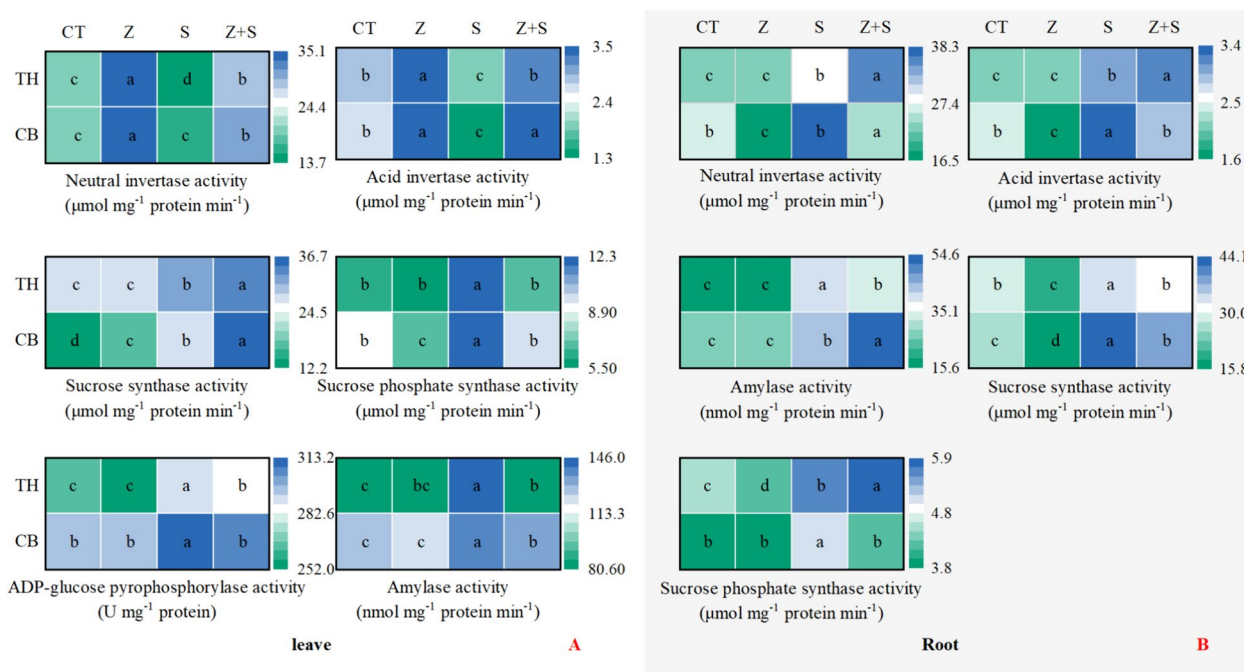 CT Z S Z+S CT Z S Z+S
TH c a d b 35.1 b a c b 3.5
24.4 2.4
CB c a c b 13.7 b a c a 1.3
Neutral invertase activity Acid invertase activity
(µmol mg⁻¹ protein min⁻¹) (µmol mg⁻¹ protein min⁻¹)
TH c c b a 36.7 b b a b 12.3
24.5 8.90
CB d c b a 12.2 b c a b 5.50
Sucrose synthase activity Sucrose phosphate synthase activity
(µmol mg⁻¹ protein min⁻¹) (µmol mg⁻¹ protein min⁻¹)
TH c c a b 313.2 c bc a b 146.0
282.6 113.3
CB b b a b 252.0 c c a b 80.60
ADP-glucose pyrophosphorylase activity Amylase activity
(U mg⁻¹ protein) (nmol mg⁻¹ protein min⁻¹)
leave A
CT Z S Z+S CT Z S Z+S
c c b a 38.3 c c b a 3.4
27.4 2.5
b c b a 16.5 b c a b 1.6
Neutral invertase activity Acid invertase activity
(µmol mg⁻¹ protein min⁻¹) (µmol mg⁻¹ protein min⁻¹)
c c a b 54.6 b c a b 44.1
35.1 30.0
c c b a 15.6 c d a b 15.8
Amylase activity Sucrose synthase activity
(nmol mg⁻¹ protein min⁻¹) (µmol mg⁻¹ protein min⁻¹)
c d b a 5.9
4.8
b b a b 3.8
Sucrose phosphate synthase activity
(µmol mg⁻¹ protein min⁻¹)
Root B